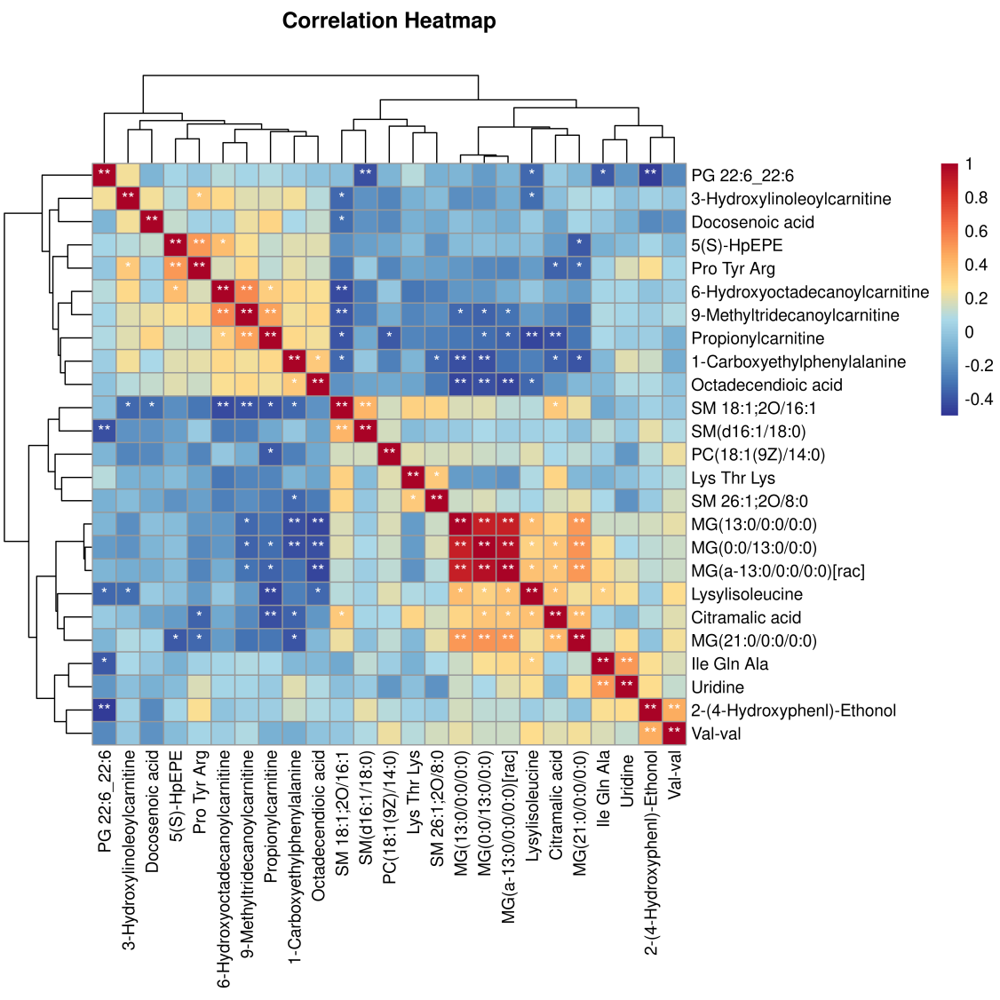 Correlation Heatmap
PG 22:6_22:6
3-Hydroxylinoleoylcarnitine
Docosenoic acid
5(S)-HpEPE
Pro Tyr Arg
6-Hydroxyoctadecanoylcarnitine
9-Methyltridecanoylcarnitine
Propionylcarnitine
1-Carboxyethylphenylalanine
Octadecendioic acid
SM 18:1;2O/16:1
SM(d16:1/18:0)
PC(18:1(9Z)/14:0)
Lys Thr Lys
SM 26:1;2O/8:0
MG(13:0/0:0/0:0)
MG(0:0/13:0/0:0)
MG(a-13:0/0:0/0:0)[rac]
Lysylisoleucine
Citramalic acid
MG(21:0/0:0/0:0)
Ile Gln Ala
Uridine
2-(4-Hydroxyphenl)-Ethonol
Val-val
1
0.8
0.6
0.4
0.2
0
-0.2
-0.4
PG 22:6_22:6
3-Hydroxylinoleoylcarnitine
Docosenoic acid
5(S)-HpEPE
Pro Tyr Arg
6-Hydroxyoctadecanoylcarnitine
9-Methyltridecanoylcarnitine
Propionylcarnitine
1-Carboxyethylphenylalanine
Octadecendioic acid
SM 18:1;2O/16:1
SM(d16:1/18:0)
PC(18:1(9Z)/14:0)
Lys Thr Lys
SM 26:1;2O/8:0
MG(13:0/0:0/0:0)
MG(0:0/13:0/0:0)
MG(a-13:0/0:0/0:0)[rac]
Lysylisoleucine
Citramalic acid
MG(21:0/0:0/0:0)
Ile Gln Ala
Uridine
2-(4-Hydroxyphenl)-Ethonol
Val-val